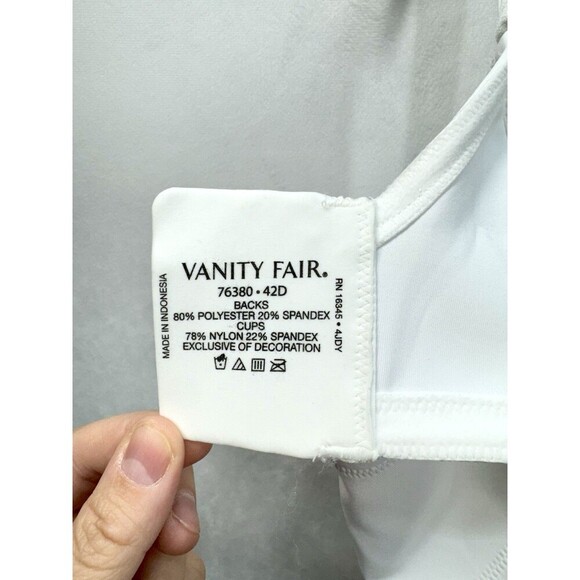 VANITY FAIR®
76380 • 42D
BACKS
80% POLYESTER 20% SPANDEX
CUPS
78% NYLON 22% SPANDEX
EXCLUSIVE OF DECORATION
MADE IN INDONESIA
RN 16345 • 4JDY